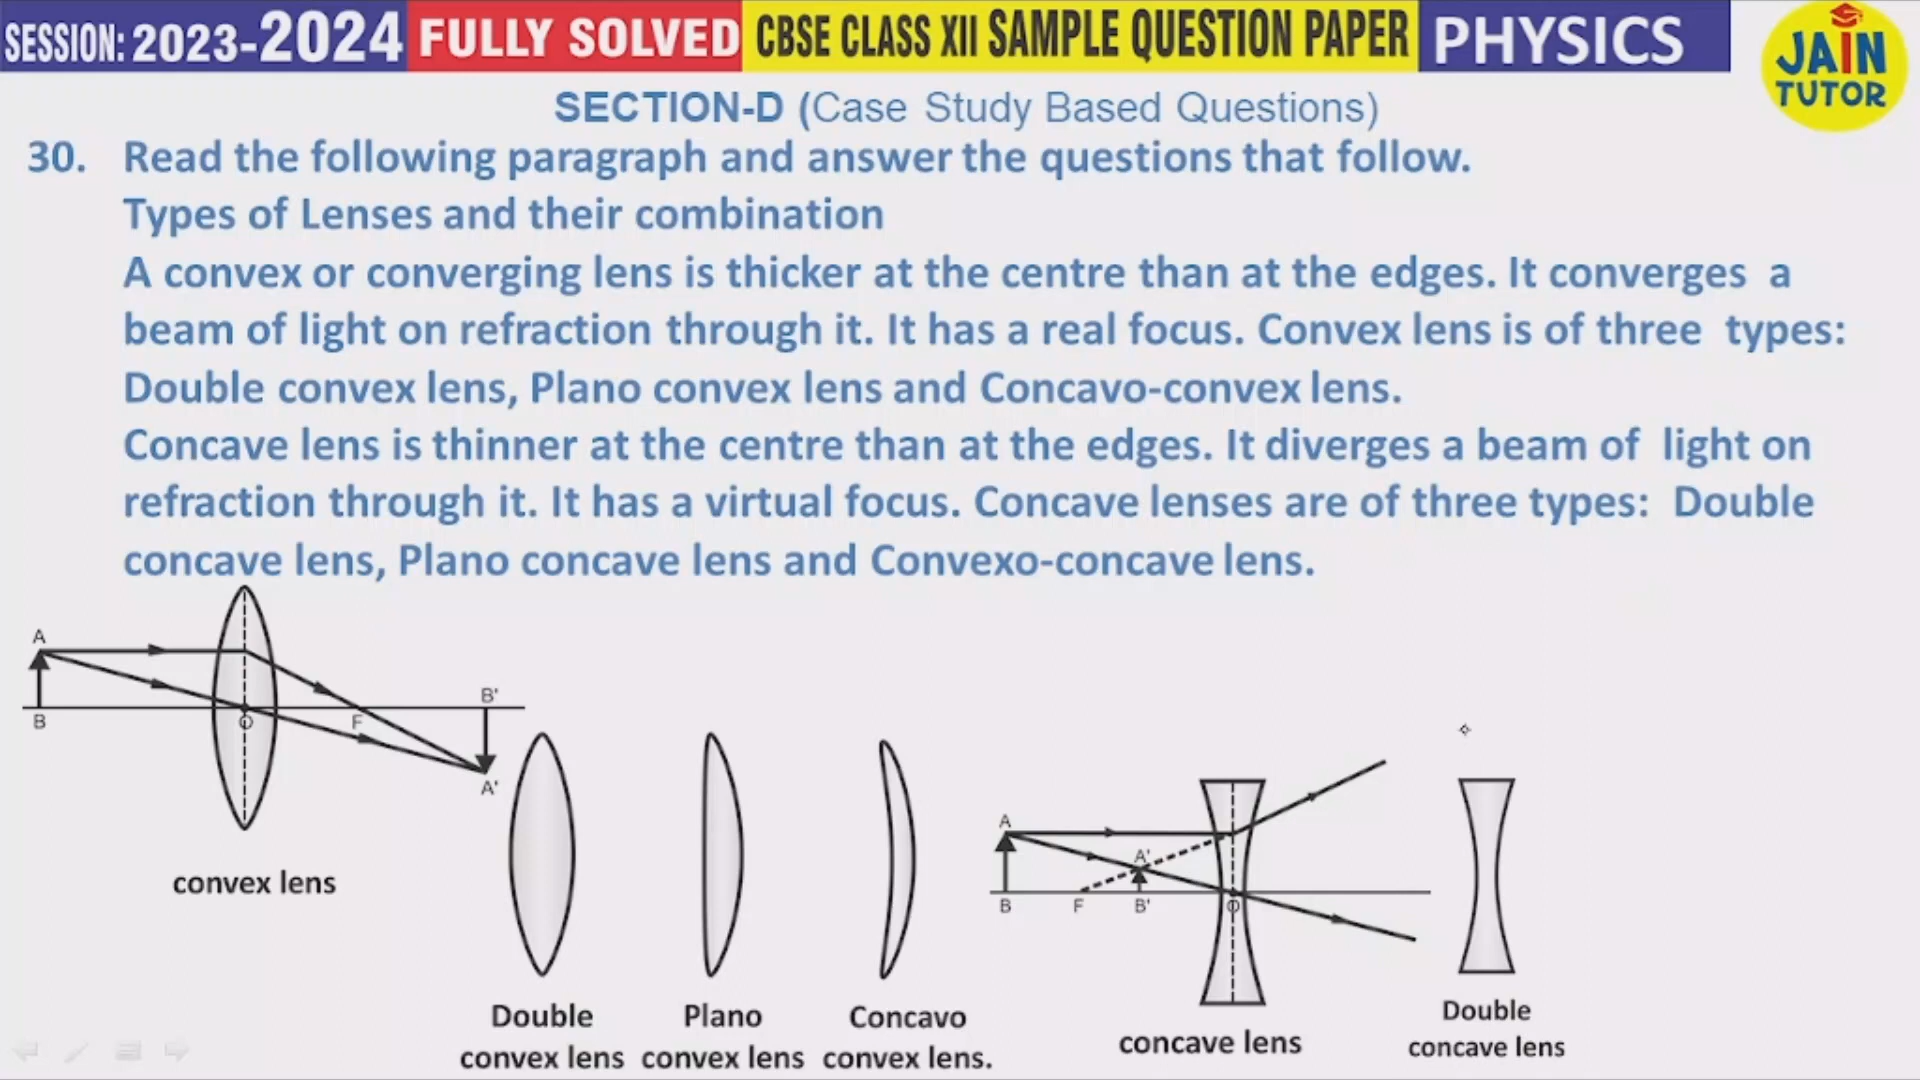 SESSION: 2023-2024 FULLY SOLVED CBSE CLASS XII SAMPLE QUESTION PAPER PHYSICS
JAIN
TUTOR
SECTION-D (Case Study Based Questions)
30. Read the following paragraph and answer the questions that follow.
Types of Lenses and their combination
A convex or converging lens is thicker at the centre than at the edges. It converges a
beam of light on refraction through it. It has a real focus. Convex lens is of three types:
Double convex lens, Plano convex lens and Concavo-convex lens.
Concave lens is thinner at the centre than at the edges. It diverges a beam of light on
refraction through it. It has a virtual focus. Concave lenses are of three types: Double
concave lens, Plano concave lens and Convexo-concave lens.
A
B'
B O F
A'
convex lens
Double
convex lens
Plano
convex lens
Concavo
convex lens.
A
A'
B F B' O
concave lens
Double
concave lens